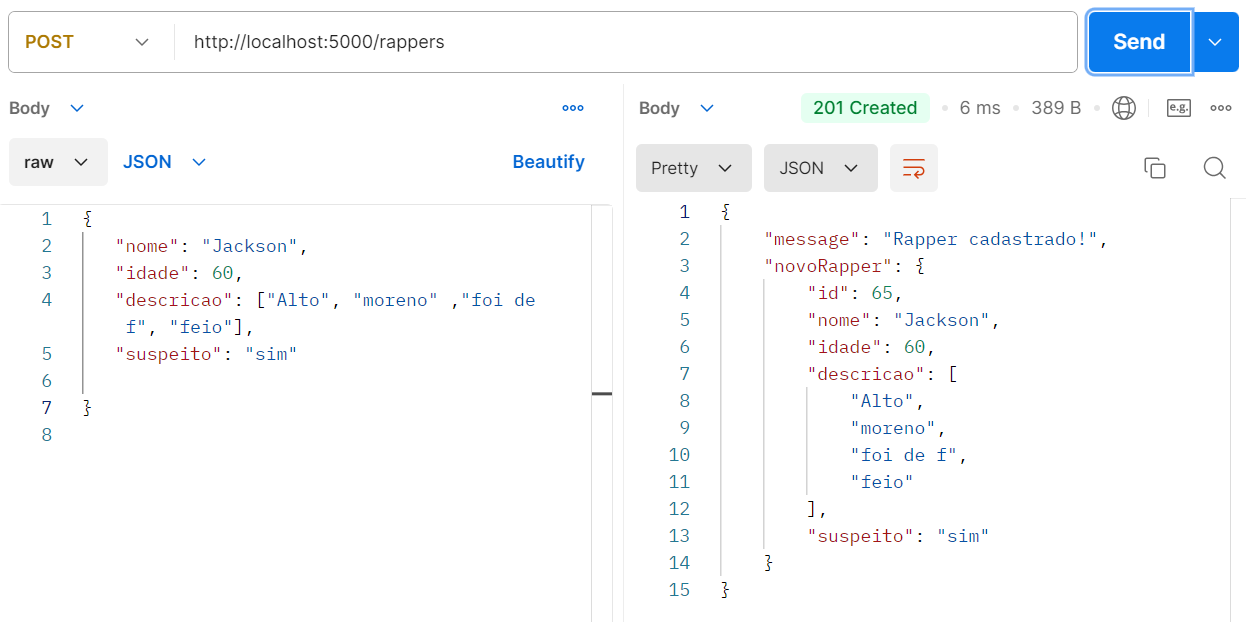 POST http://localhost:5000/rappers Send
Body
raw JSON Beautify
1 {
2 "nome": "Jackson",
3 "idade": 60,
4 "descricao": ["Alto", "moreno" ,"foi de
f", "feio"],
5 "suspeito": "sim"
6
7 }
8
Body 201 Created 6 ms 389 B e.g.
Pretty JSON
1 {
2 "message": "Rapper cadastrado!",
3 "novoRapper": {
4 "id": 65,
5 "nome": "Jackson",
6 "idade": 60,
7 "descricao": [
8 "Alto",
9 "moreno",
10 "foi de f",
11 "feio"
12 ],
13 "suspeito": "sim"
14 }
15 }